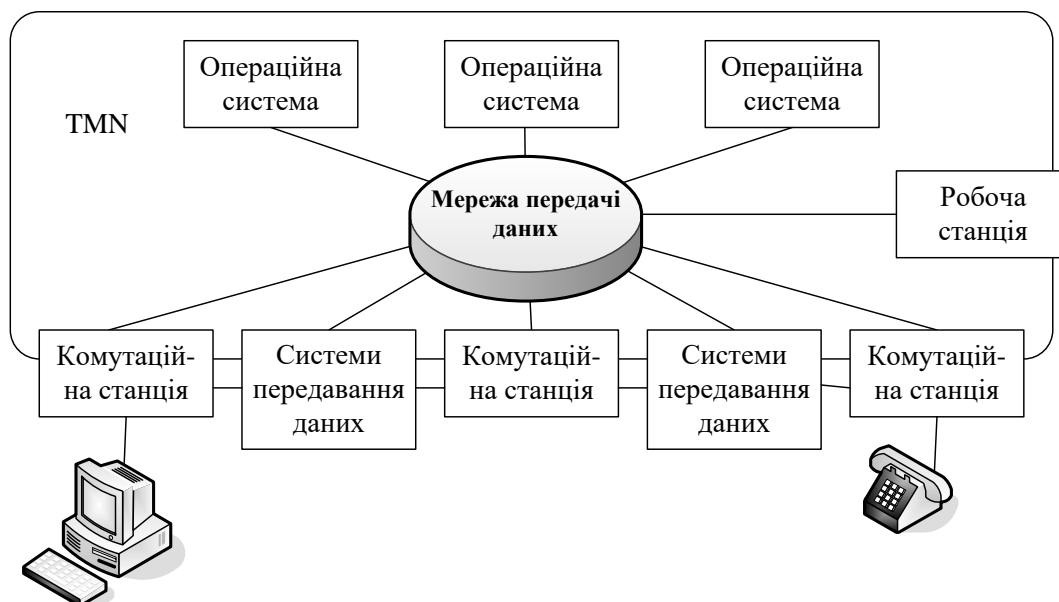 Операційна
система
Операційна
система
Операційна
система
TMN
Мережа передачі
даних
Робоча
станція
Комутацій-
на станція
Системи
передавання
даних
Комутацій-
на станція
Системи
передавання
даних
Комутацій-
на станція